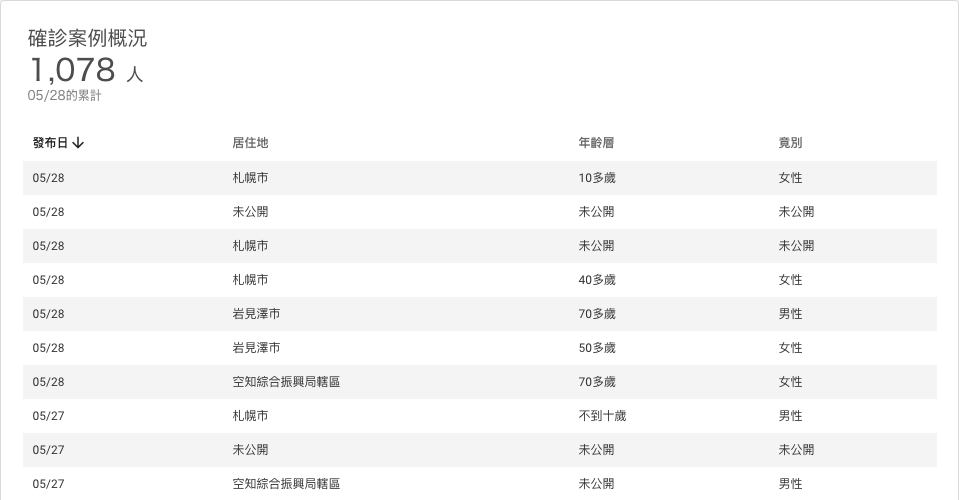 確診案例概況
1,078 人
05/28的累計
發布日↓ 居住地 年齡層 竟別
05/28 札幌市 10多歲 女性
05/28 未公開 未公開 未公開
05/28 札幌市 未公開 未公開
05/28 札幌市 40多歲 女性
05/28 岩見澤市 70多歲 男性
05/28 岩見澤市 50多歲 女性
05/28 空知綜合振興局轄區 70多歲 女性
05/27 札幌市 不到十歲 男性
05/27 未公開 未公開 未公開
05/27 空知綜合振興局轄區 未公開 男性